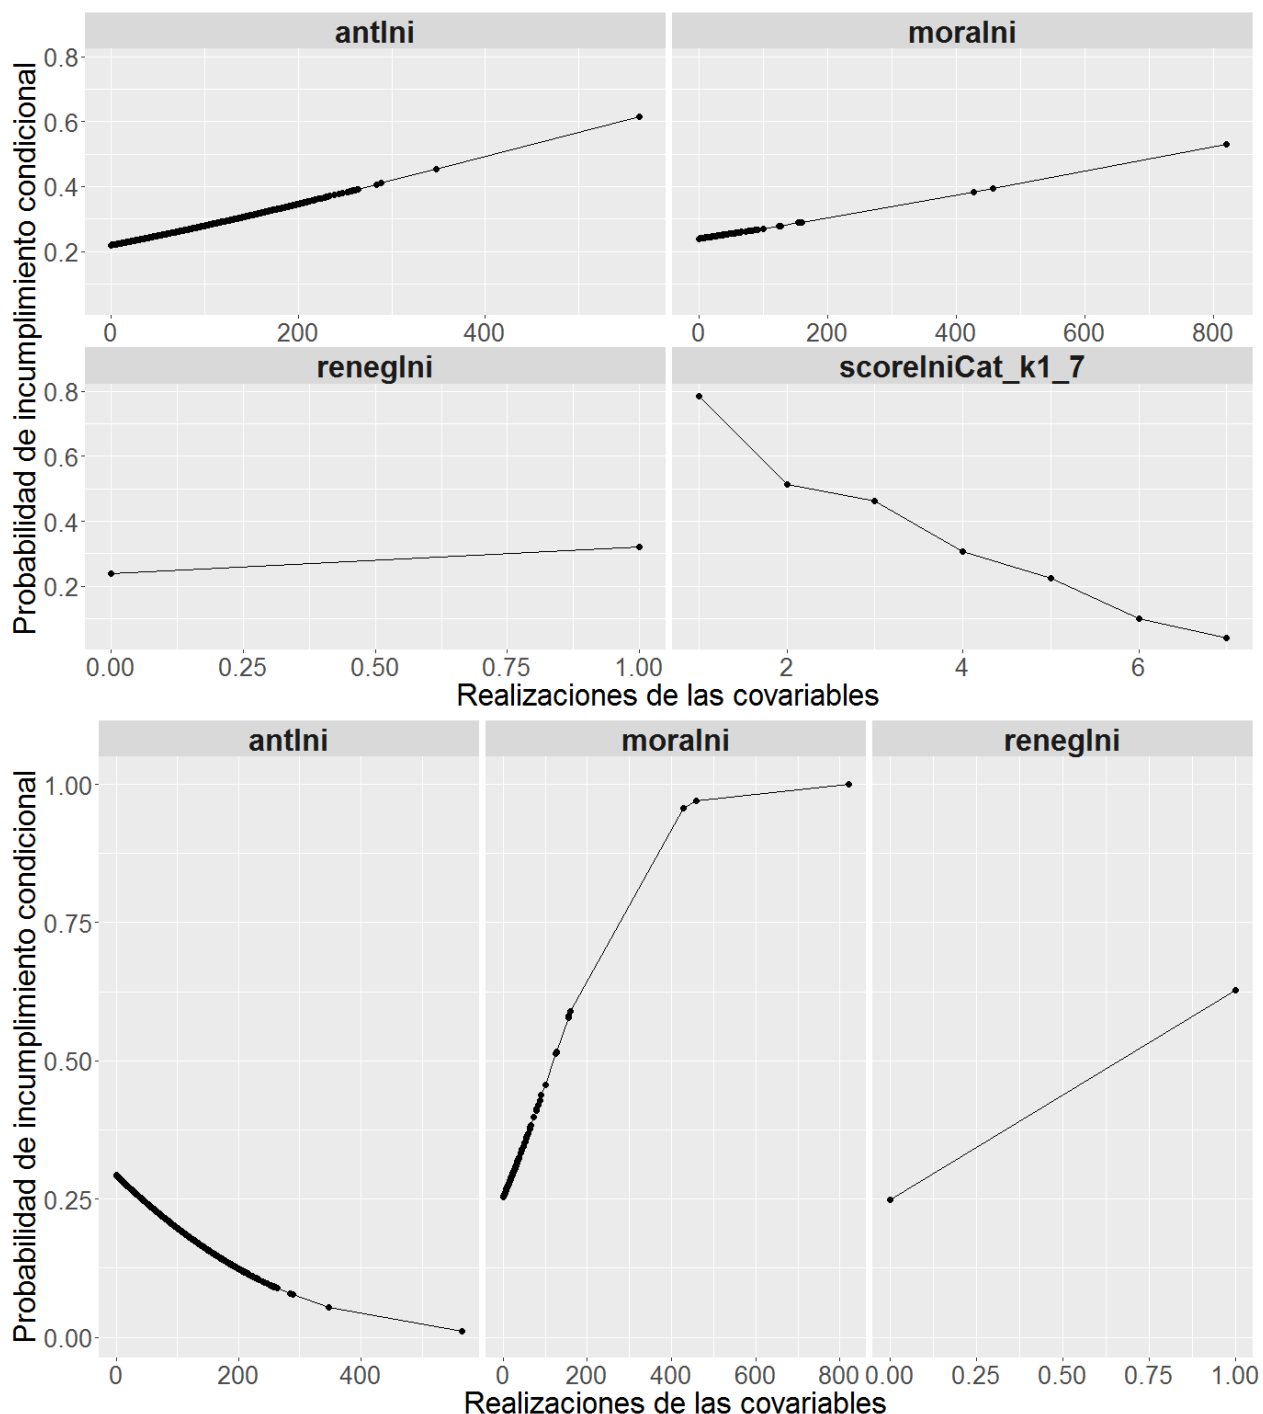 antIni moraIni
0.8
0.6
0.4
0.2
0 200 400 0 200 400 600 800
renegIni scoreIniCat_k1_7
0.8
0.6
0.4
0.2
0.00 0.25 0.50 0.75 1.00 2 4 6
Probabilidad de incumplimiento condicional
Realizaciones de las covariables
antIni moraIni renegIni
1.00
0.75
0.50
0.25
0.00
0 200 400 0 200 400 600 800 0.00 0.25 0.50 0.75 1.00
Probabilidad de incumplimiento condicional
Realizaciones de las covariables